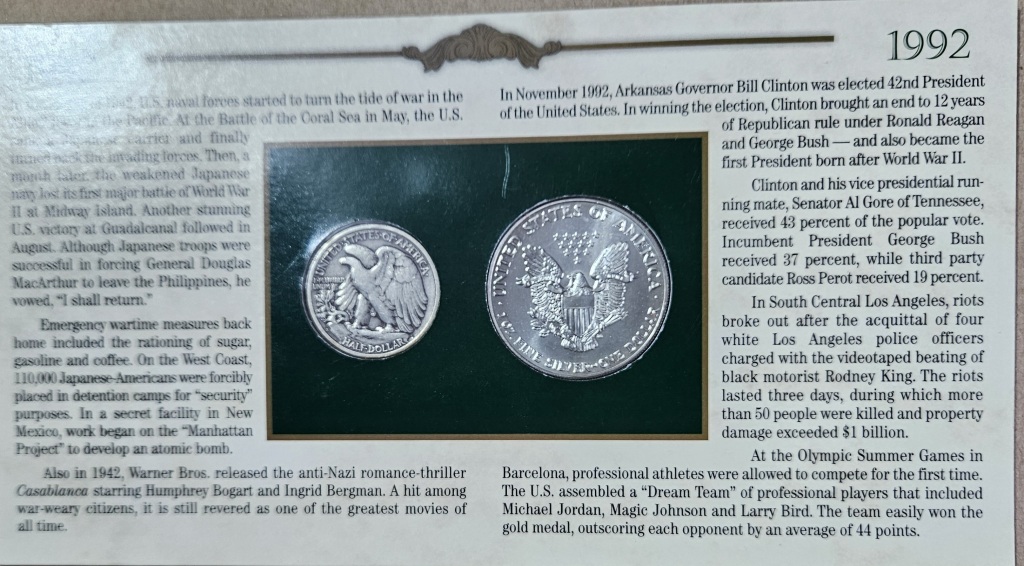 1992
1942, U.S. naval forces started to turn the tide of war in the
the Pacific. At the Battle of the Coral Sea in May, the U.S.
carrier and finally
turned back the invading forces. Then, a
month later, the weakened Japanese
navy lost its first major battle of World War
II at Midway Island. Another stunning
U.S. victory at Guadalcanal followed in
August. Although Japanese troops were
successful in forcing General Douglas
MacArthur to leave the Philippines, he
vowed, "I shall return."
Emergency wartime measures back
home included the rationing of sugar,
gasoline and coffee. On the West Coast,
110,000 Japanese-Americans were forcibly
placed in detention camps for "security"
purposes. In a secret facility in New
Mexico, work began on the "Manhattan
Project" to develop an atomic bomb.
Also in 1942, Warner Bros. released the anti-Nazi romance-thriller
Casablanca starring Humphrey Bogart and Ingrid Bergman. A hit among
war-weary citizens, it is still revered as one of the greatest movies of
all time.
UNITED STATES OF AMERICA
HALF DOLLAR
UNITED STATES OF AMERICA
1 OZ. FINE SILVER~ONE DOLLAR
In November 1992, Arkansas Governor Bill Clinton was elected 42nd President
of the United States. In winning the election, Clinton brought an end to 12 years
of Republican rule under Ronald Reagan
and George Bush — and also became the
first President born after World War II.
Clinton and his vice presidential run-
ning mate, Senator Al Gore of Tennessee,
received 43 percent of the popular vote.
Incumbent President George Bush
received 37 percent, while third party
candidate Ross Perot received 19 percent.
In South Central Los Angeles, riots
broke out after the acquittal of four
white Los Angeles police officers
charged with the videotaped beating of
black motorist Rodney King. The riots
lasted three days, during which more
than 50 people were killed and property
damage exceeded $1 billion.
At the Olympic Summer Games in
Barcelona, professional athletes were allowed to compete for the first time.
The U.S. assembled a "Dream Team" of professional players that included
Michael Jordan, Magic Johnson and Larry Bird. The team easily won the
gold medal, outscoring each opponent by an average of 44 points.